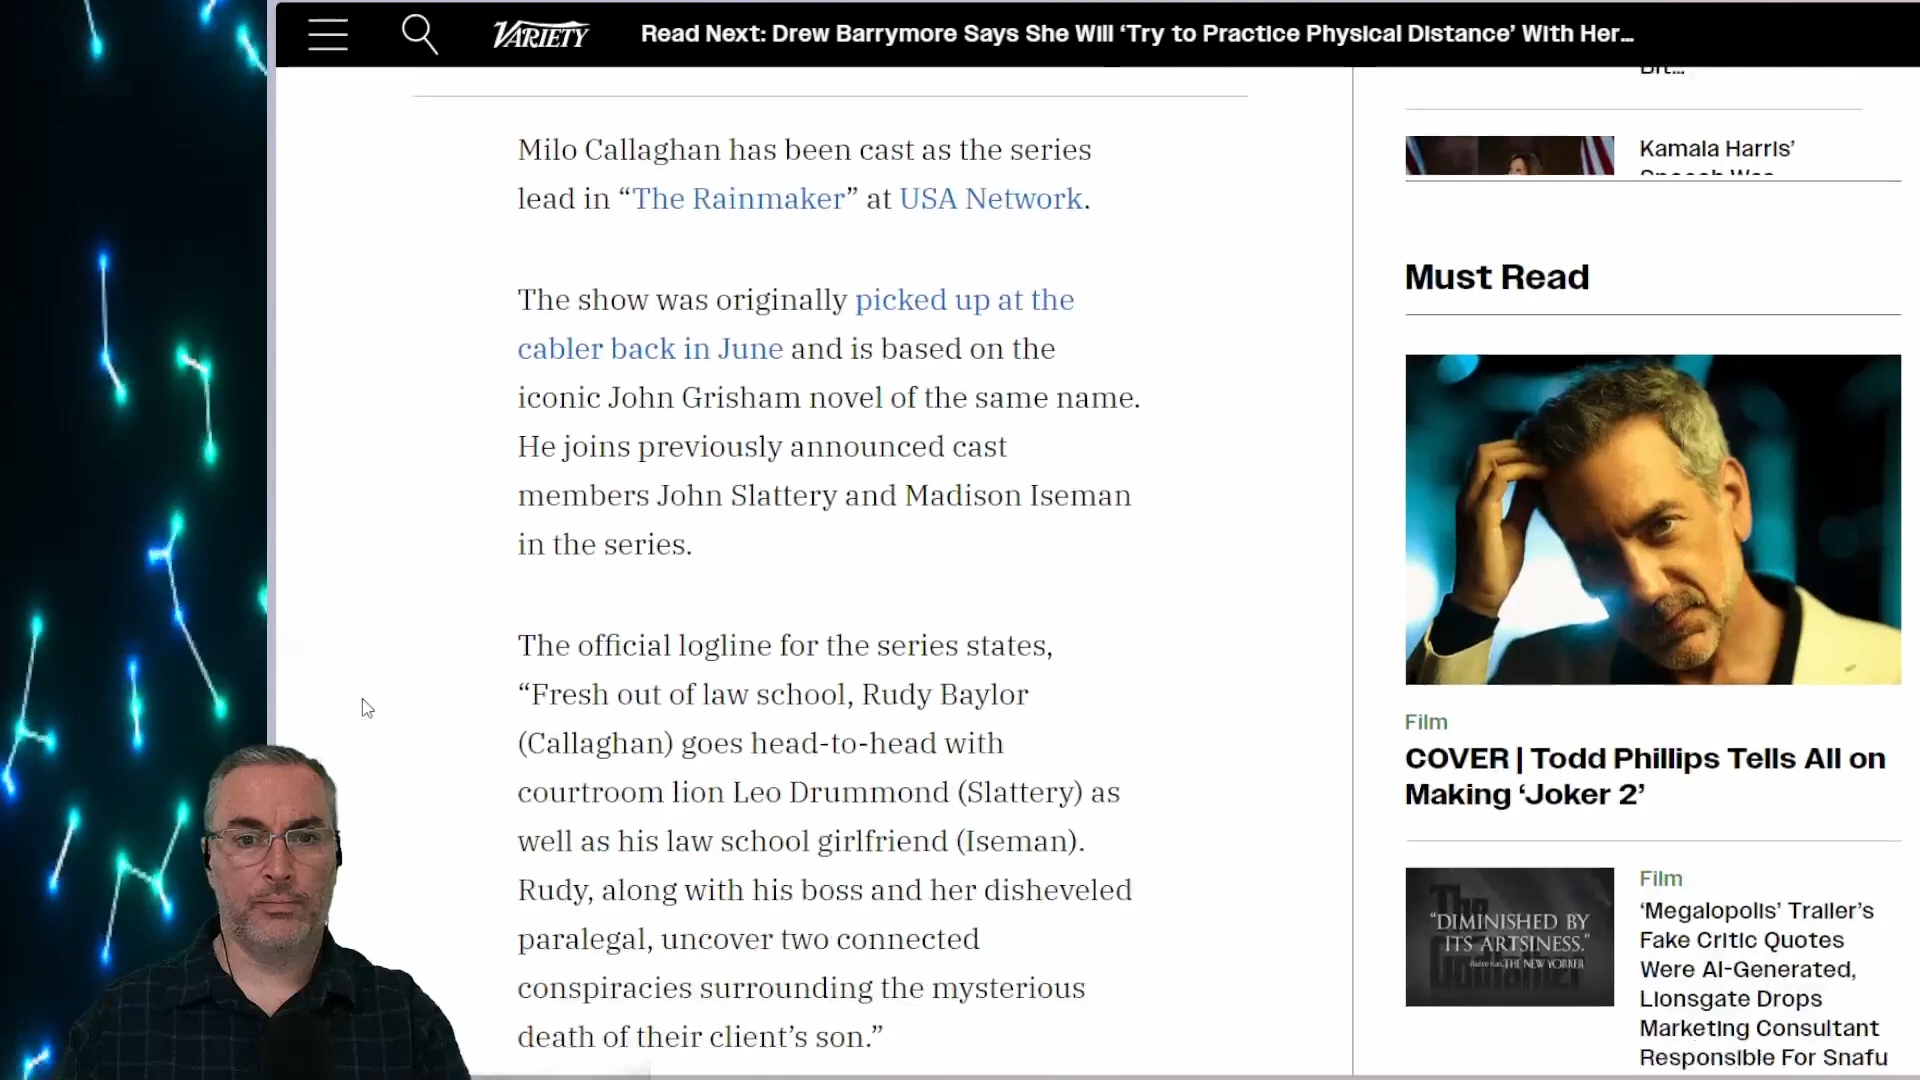 VARIETY
Read Next: Drew Barrymore Says She Will ‘Try to Practice Physical Distance’ With Her...
Milo Callaghan has been cast as the series
lead in “The Rainmaker” at USA Network.
The show was originally picked up at the
cabler back in June and is based on the
iconic John Grisham novel of the same name.
He joins previously announced cast
members John Slattery and Madison Iseman
in the series.
The official logline for the series states,
“Fresh out of law school, Rudy Baylor
(Callaghan) goes head-to-head with
courtroom lion Leo Drummond (Slattery) as
well as his law school girlfriend (Iseman).
Rudy, along with his boss and her disheveled
paralegal, uncover two connected
conspiracies surrounding the mysterious
death of their client’s son.”
Kamala Harris’
Speech Was
Must Read
Film
COVER | Todd Phillips Tells All on
Making ‘Joker 2’
“DIMINISHED BY
ITS ARTSINESS.”
THE NEW YORKER
Film
‘Megalopolis’ Trailer’s
Fake Critic Quotes
Were AI-Generated,
Lionsgate Drops
Marketing Consultant
Responsible For Snafu